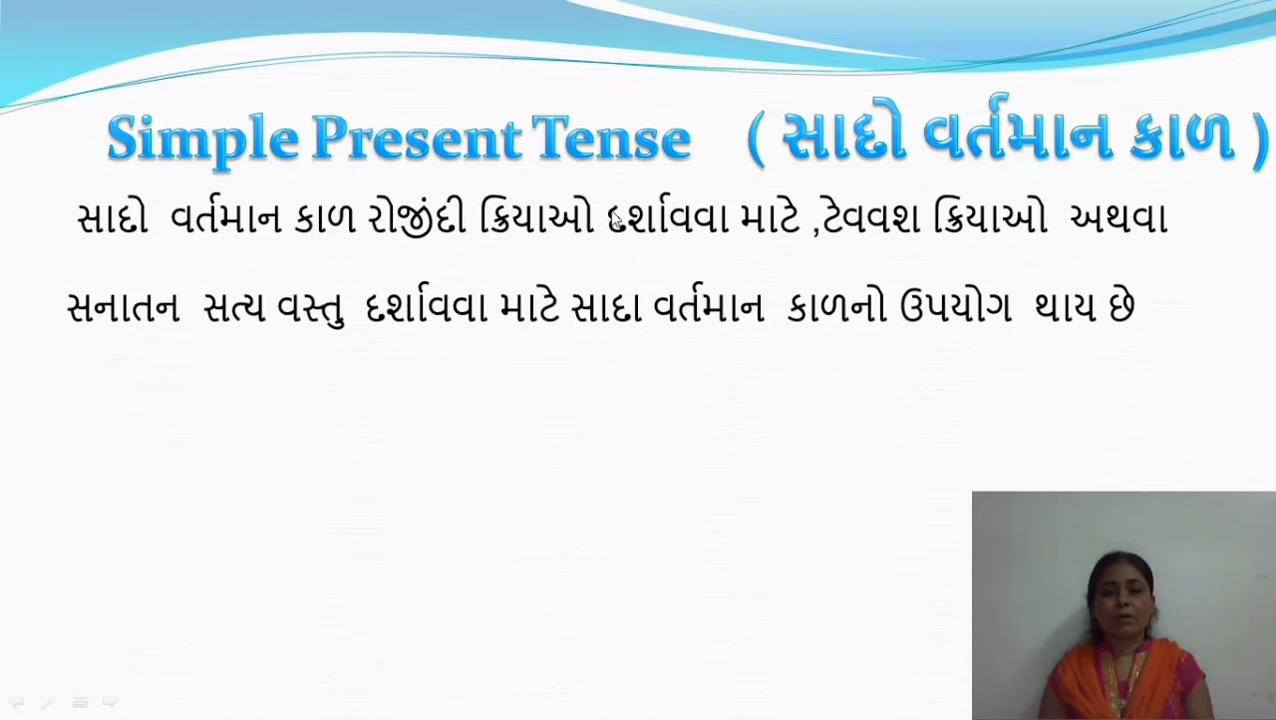 Simple Present Tense ( સાદો વર્તમાન કાળ )
સાદો વર્તમાન કાળ રોજીંદી ક્રિયાઓ દર્શાવવા માટે ,ટેવવશ ક્રિયાઓ અથવા
સનાતન સત્ય વસ્તુ દર્શાવવા માટે સાદા વર્તમાન કાળનો ઉપયોગ થાય છે